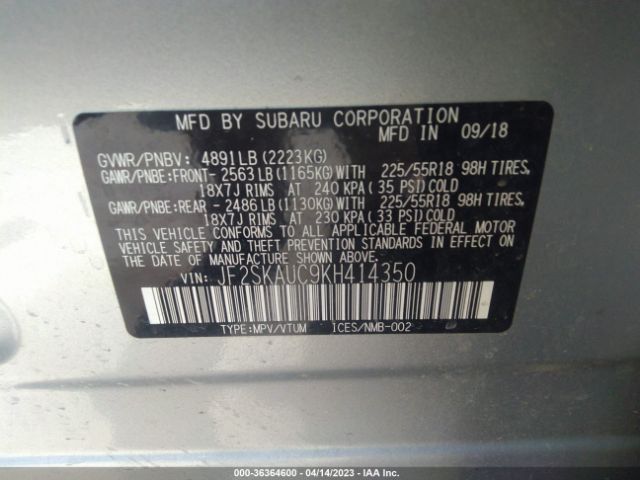 MFD BY SUBARU CORPORATION
MFD IN 09/18
GVWR/PNBV: 4891LB(2223KG)
GAWR/PNBE:FRONT- 2563 LB(1165KG)WITH 225/55R18 98H TIRES,
18X7J RIMS AT 240 KPA( 35 PSI)COLD
GAWR/PNBE:REAR - 2486 LB(1130KG)WITH 225/55R18 98H TIRES,
18X7J RIMS AT 230 KPA( 33 PSI)COLD
THIS VEHICLE CONFORMS TO ALL APPLICABLE FEDERAL MOTOR
VEHICLE SAFETY AND THEFT PREVENTION STANDARDS IN EFFECT ON
THE DATE OF MANUFACTURE SHOWN ABOVE.
VIN: JF2SKAUC9KH414350
TYPE:MPV/VTUM ICES/NMB-002
000-36364600 - 04/14/2023 - IAA Inc.